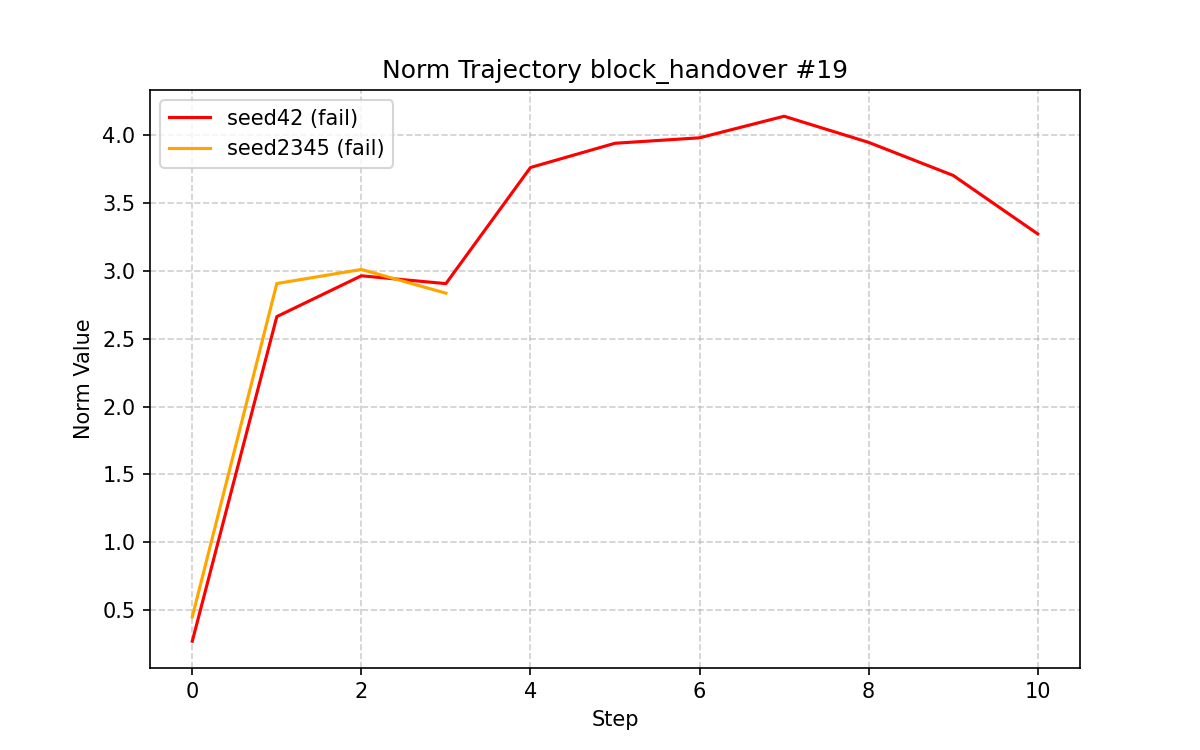 Norm Trajectory block_handover #19
seed42 (fail)
seed2345 (fail)
Norm Value
4.0
3.5
3.0
2.5
2.0
1.5
1.0
0.5
0 2 4 6 8 10
Step